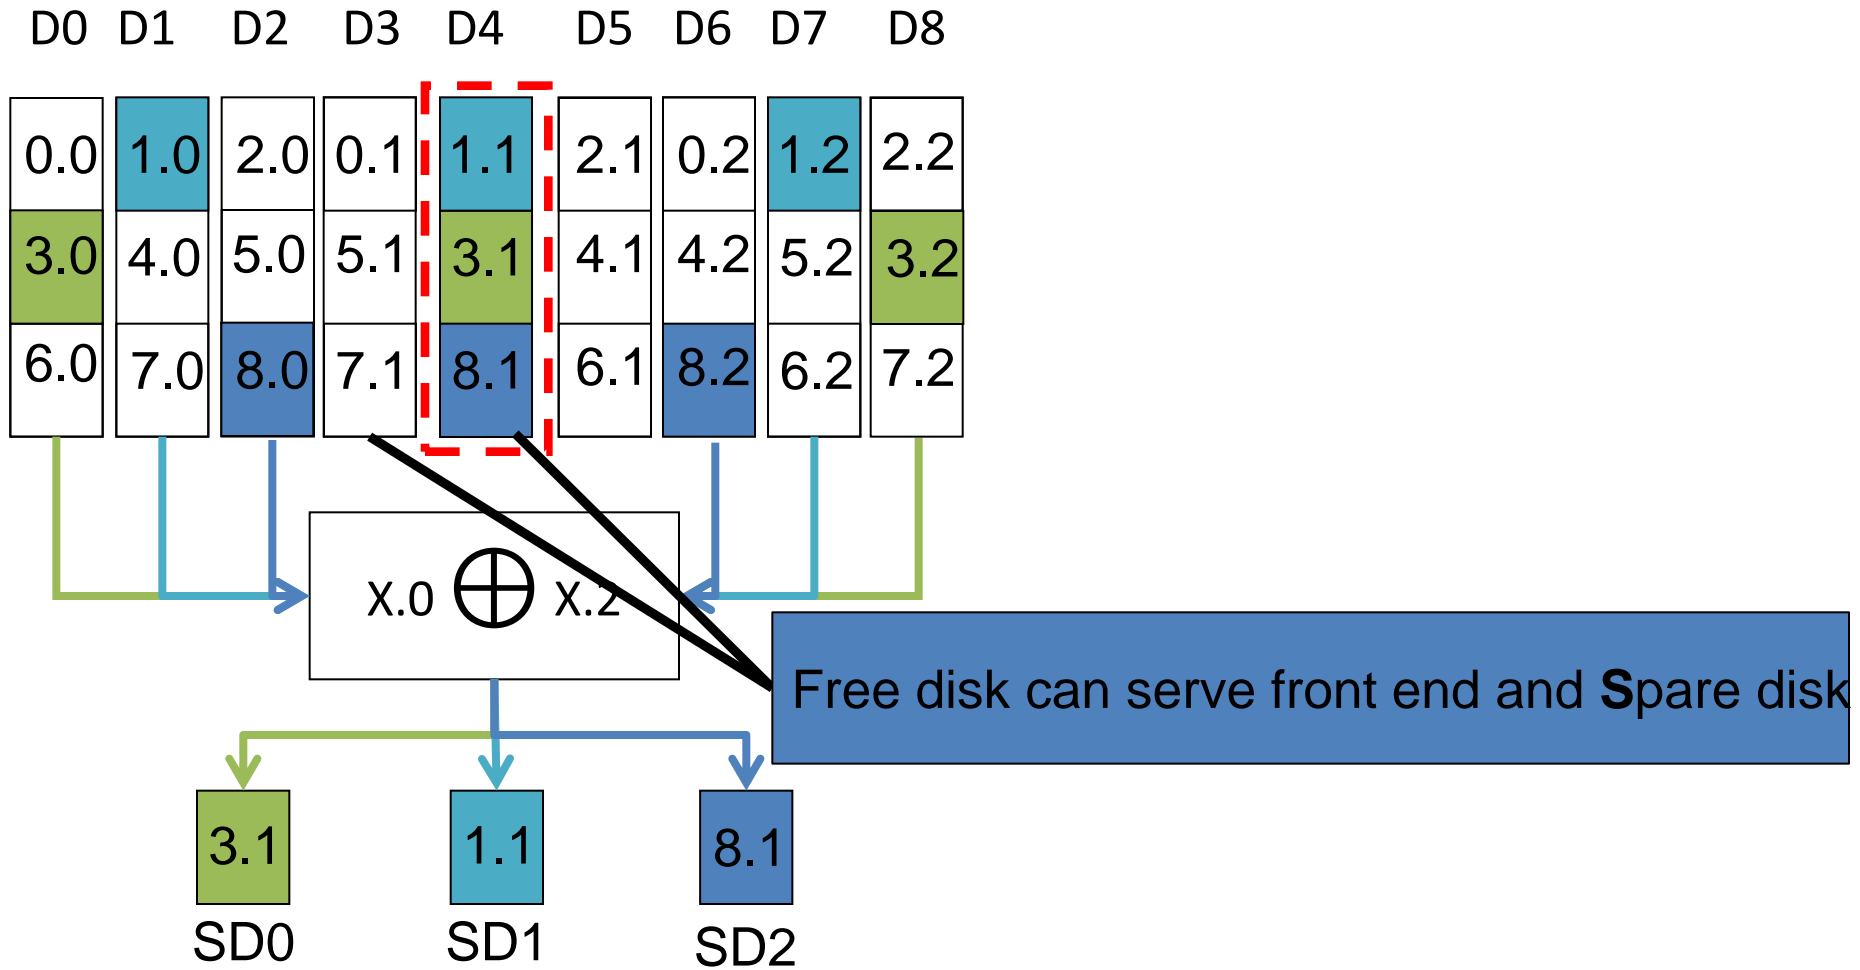 D0 D1 D2 D3 D4 D5 D6 D7 D8
0.0 1.0 2.0 0.1 1.1 2.1 0.2 1.2 2.2
3.0 4.0 5.0 5.1 3.1 4.1 4.2 5.2 3.2
6.0 7.0 8.0 7.1 8.1 6.1 8.2 6.2 7.2
X.0 X.2
Free disk can serve front end and Spare disk
3.1 1.1 8.1
SD0 SD1 SD2